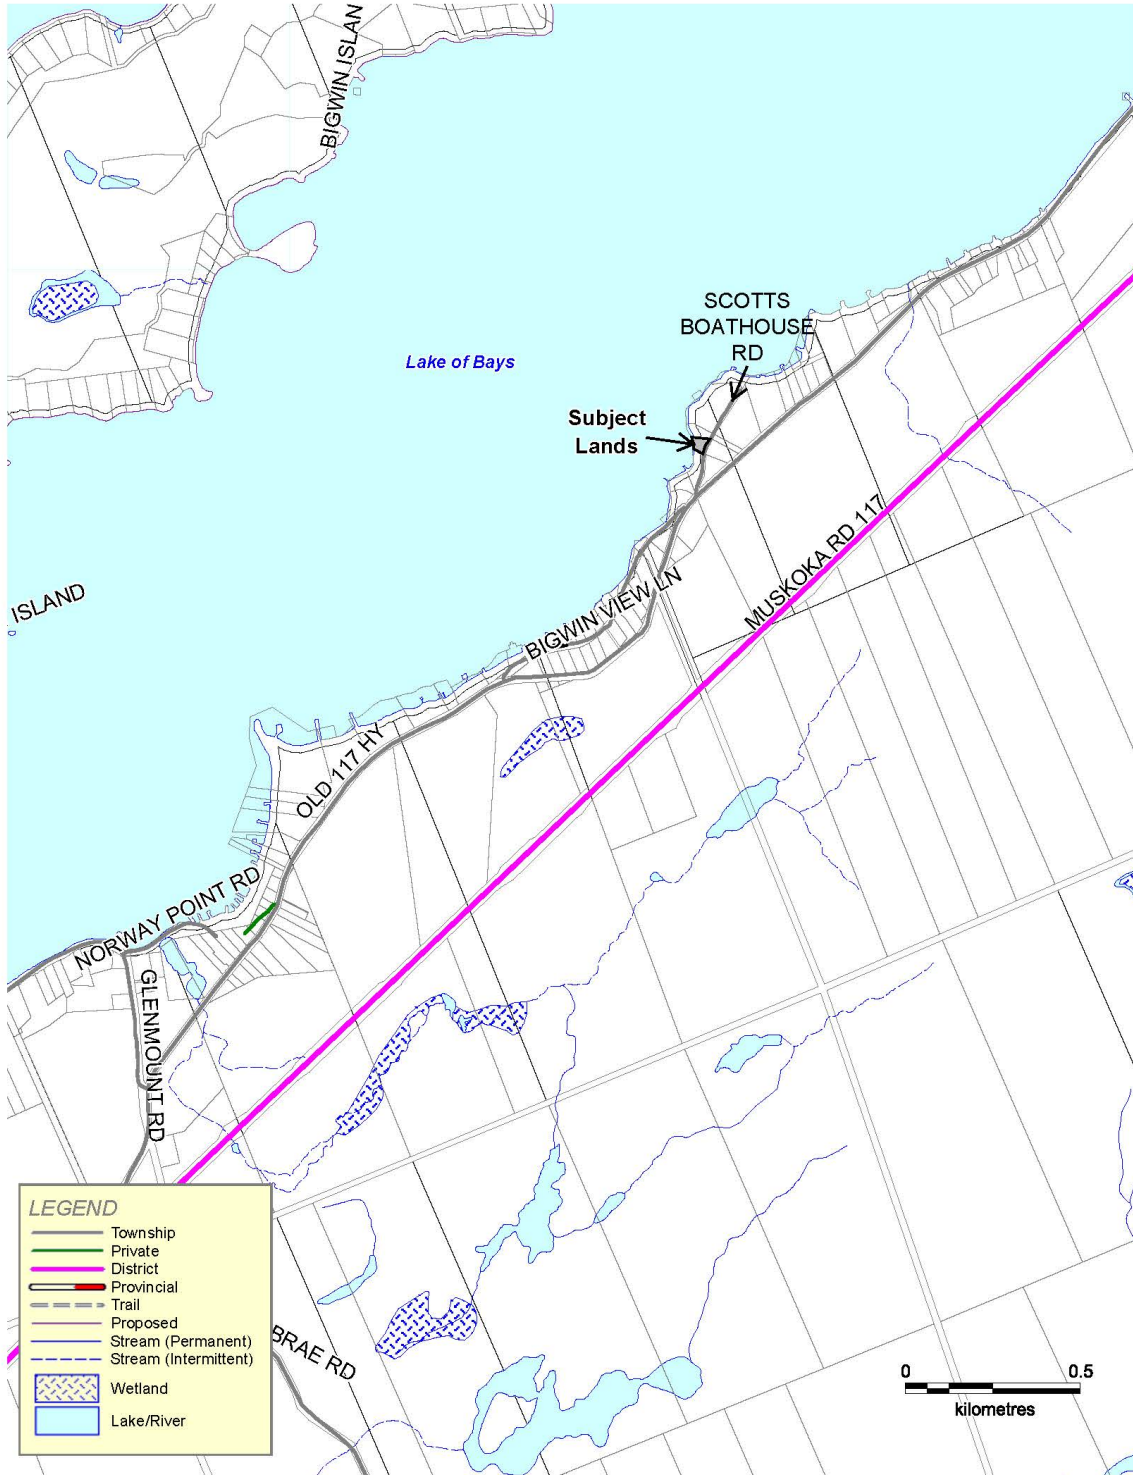 BIGWIN ISLAN
SCOTTS
BOATHOUSE
RD
Lake of Bays
Subject
Lands
MUSKOKA RD 117
ISLAND
BIGWIN VIEW LN
OLD 117 HY
NORWAY POINT RD
GLENMOUNT RD
BRAE RD
LEGEND
Township
Private
District
Provincial
Trail
Proposed
Stream (Permanent)
Stream (Intermittent)
Wetland
Lake/River
0 0.5
kilometres